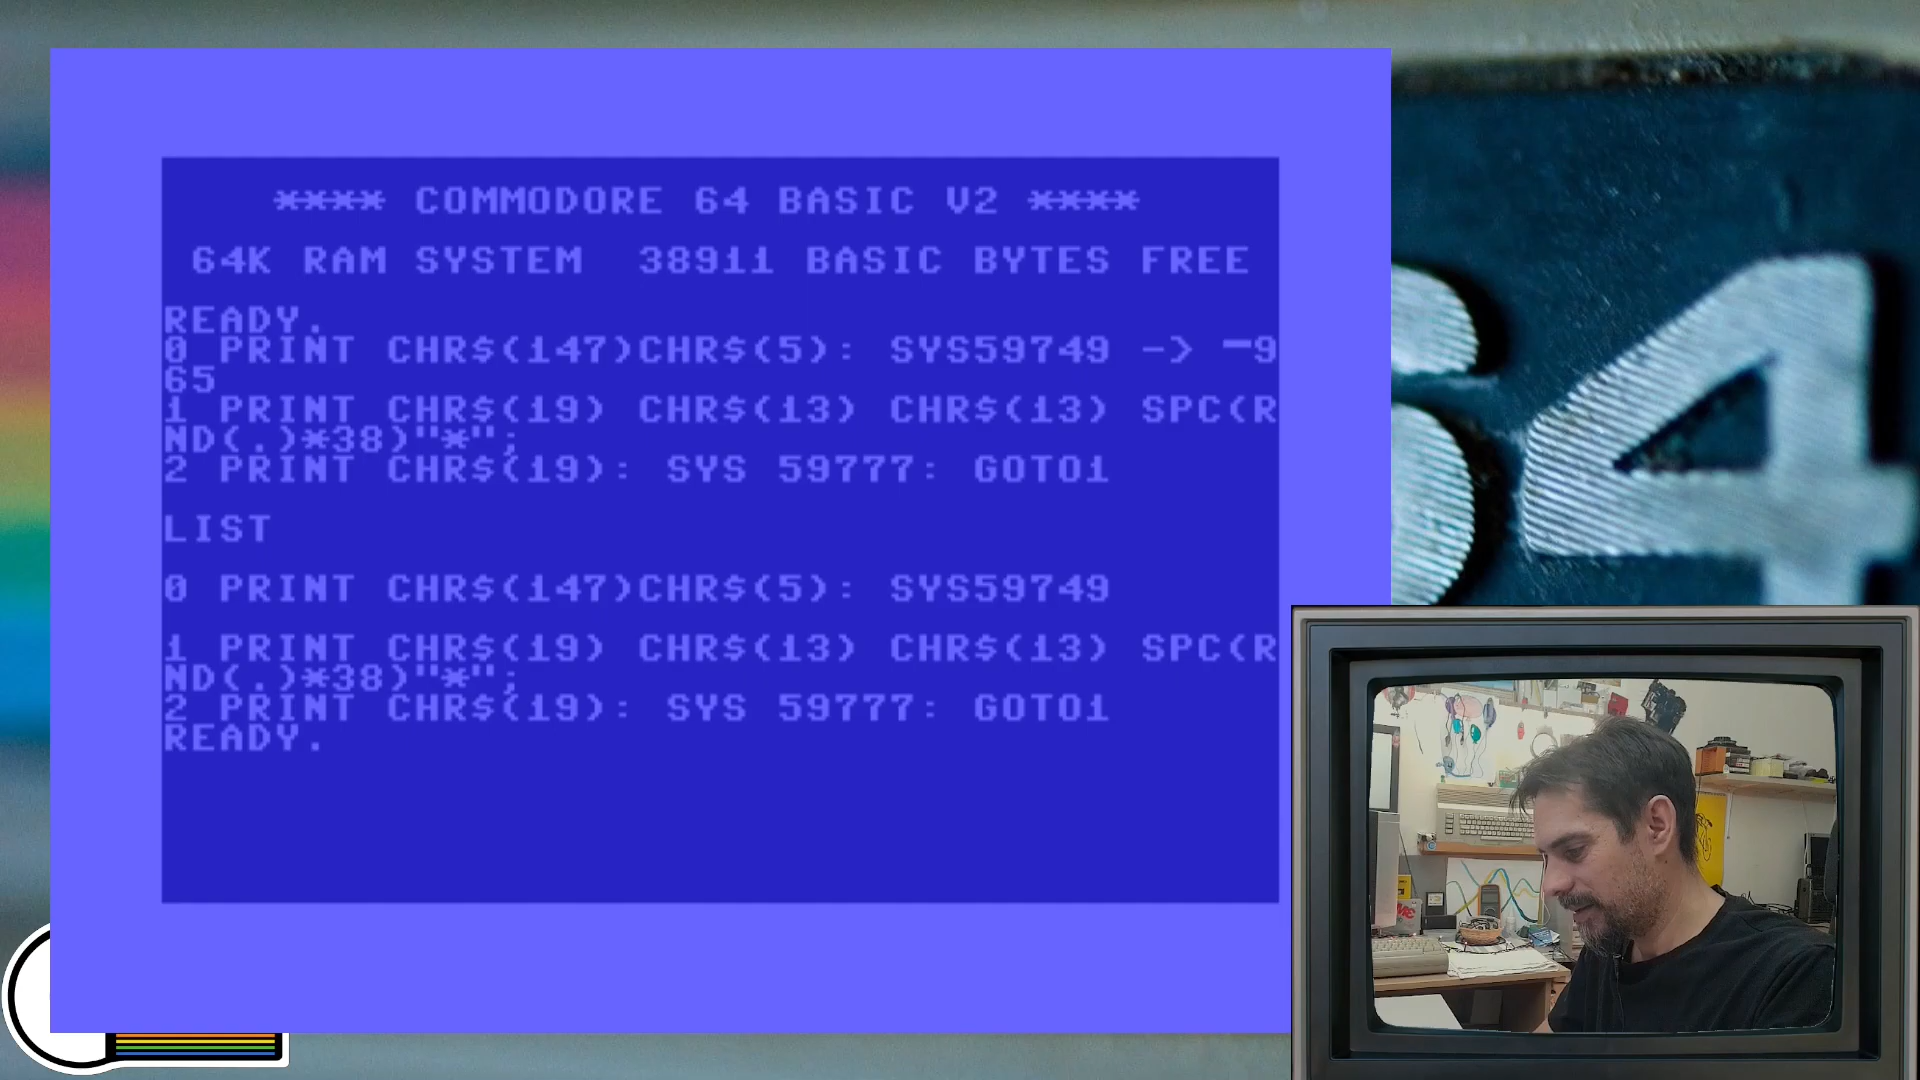 **** COMMODORE 64 BASIC V2 ****
64K RAM SYSTEM  38911 BASIC BYTES FREE
READY.
0 PRINT CHR$(147)CHR$(5): SYS59749 -> —9
65
1 PRINT CHR$(19) CHR$(13) CHR$(13) SPC(R
ND(.)*38)"*";
2 PRINT CHR$(19): SYS 59777: GOTO1
LIST
0 PRINT CHR$(147)CHR$(5): SYS59749
1 PRINT CHR$(19) CHR$(13) CHR$(13) SPC(R
ND(.)*38)"*";
2 PRINT CHR$(19): SYS 59777: GOTO1
READY.
64